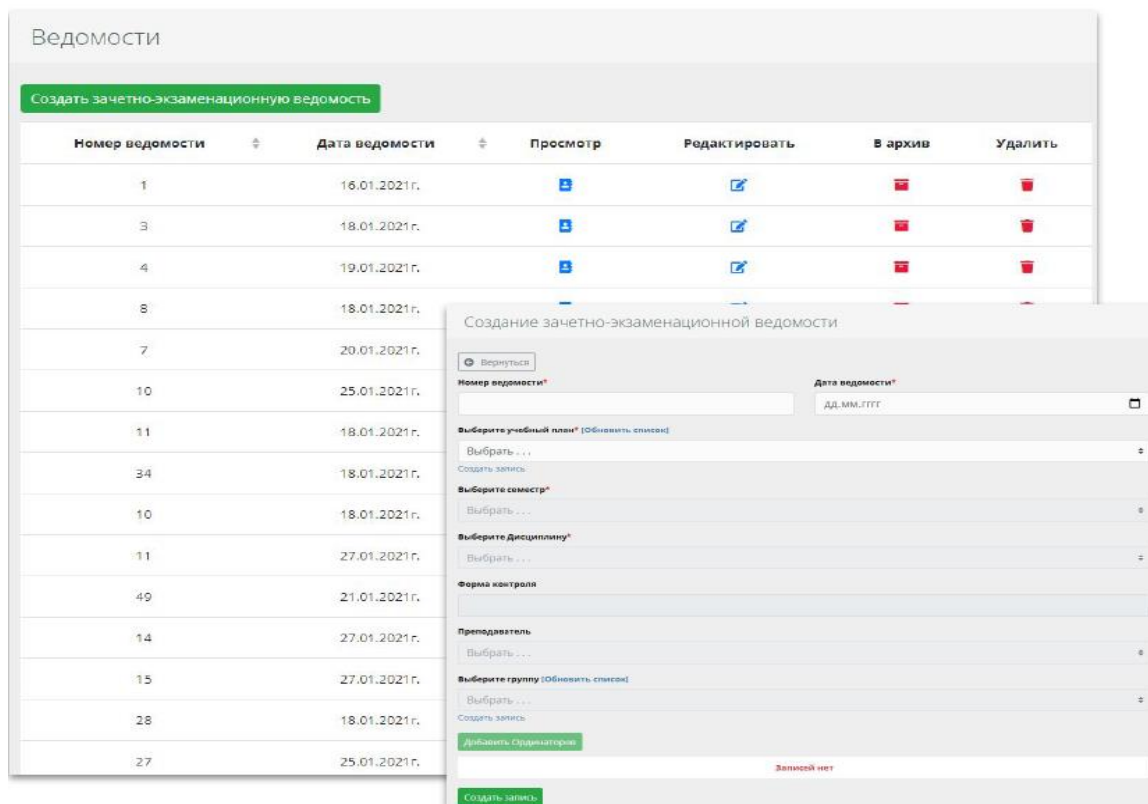 Ведомости
Создать зачетно-экзаменационную ведомость
Номер ведомости Дата ведомости Просмотр Редактировать В архив Удалить
1 16.01.2021г.
3 18.01.2021г.
4 19.01.2021г.
8 18.01.2021г.
7 20.01.2021г.
10 25.01.2021г.
11 18.01.2021г.
34 18.01.2021г.
10 18.01.2021г.
11 27.01.2021г.
49 21.01.2021г.
14 27.01.2021г.
15 27.01.2021г.
28 18.01.2021г.
27 25.01.2021г.
Создание зачетно-экзаменационной ведомости
Вернуться
Номер ведомости* Дата ведомости*
дд.мм.гггг
Выберите учебный план* [Обновить список]
Выбрать . . .
Создать запись
Выберите семестр*
Выбрать . . .
Выберите Дисциплину*
Выбрать . . .
Форма контроля
Преподаватель
Выбрать . . .
Выберите группу [Обновить список]
Выбрать . . .
Создать запись
Добавить Ординаторов
Записей нет
Создать запись